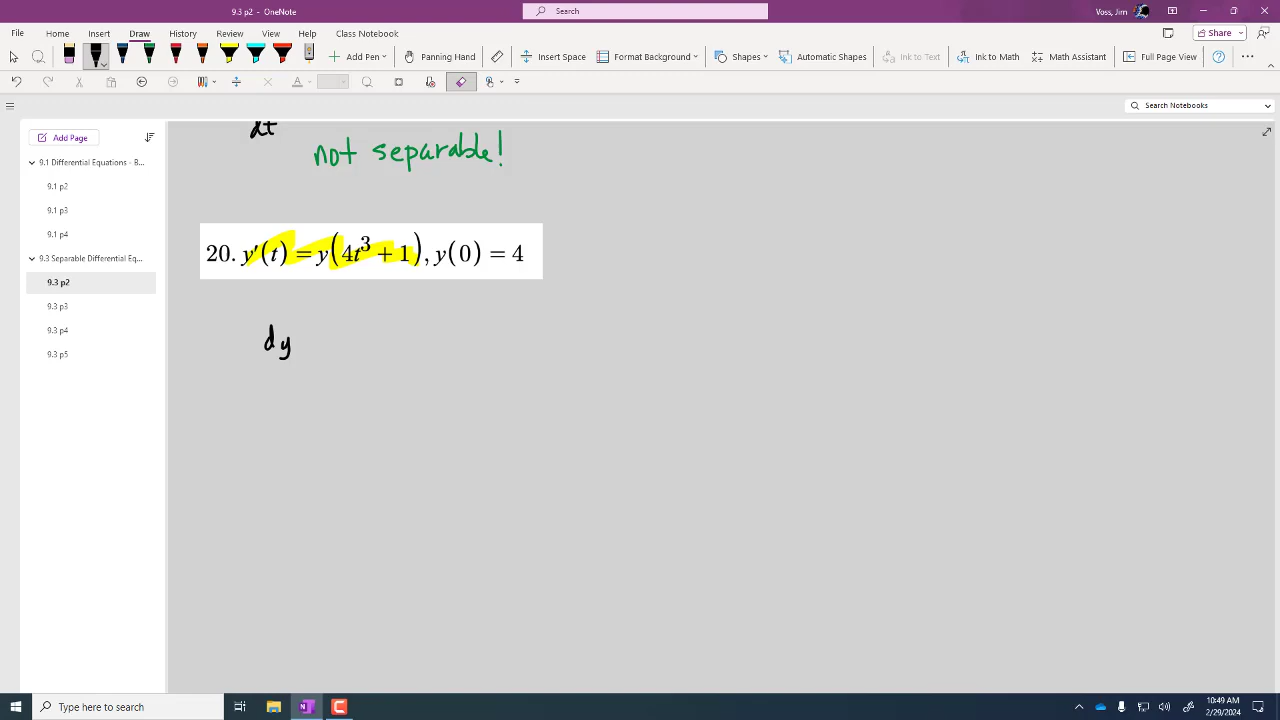 9.3 p2 - OneNote
Search
Voss, Jim
File Home Insert Draw History Review View Help Class Notebook
Share
Add Pen
Insert Space
Format Background
Shapes
Automatic Shapes
Ink to Text
Ink to Math
Math Assistant
Full Page View
Search Notebooks
Add Page
9.1 Differential Equations - B...
9.1 p2
9.1 p3
9.1 p4
9.3 Separable Differential Eq...
9.3 p2
9.3 p3
9.3 p4
9.3 p5
dt
not separable!
20. y′(t) = y(4t³ + 1), y(0) = 4
dy
Type here to search
10:49 AM
2/29/2024